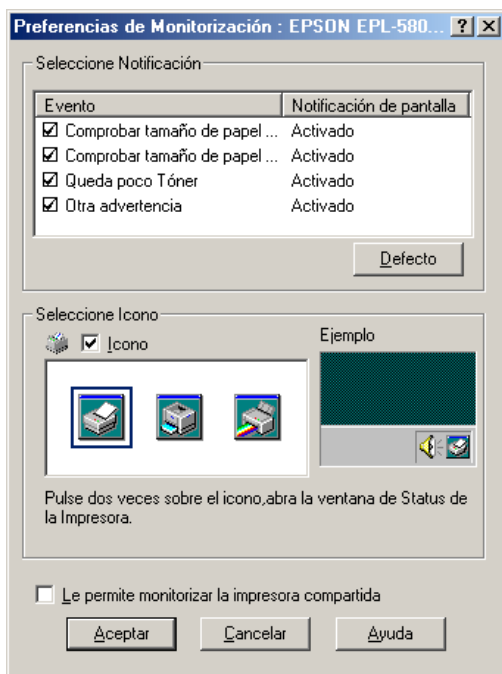 Preferencias de Monitorización : EPSON EPL-580...
Seleccione Notificación
Evento Notificación de pantalla
Comprobar tamaño de papel ... Activado
Comprobar tamaño de papel ... Activado
Queda poco Tóner Activado
Otra advertencia Activado
Defecto
Seleccione Icono
Icono
Ejemplo
Pulse dos veces sobre el icono,abra la ventana de Status de
la Impresora.
Le permite monitorizar la impresora compartida
Aceptar Cancelar Ayuda